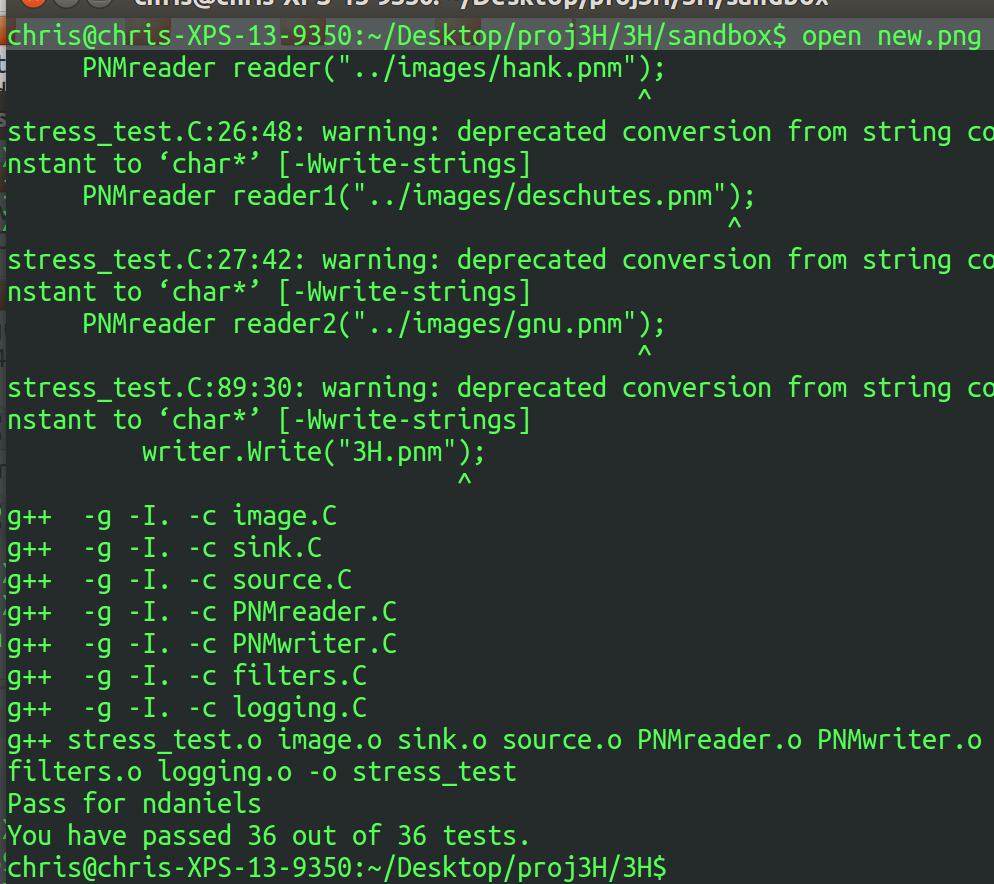 chris@chris-XPS-13-9350: ~/Desktop/proj3H/3H/sandbox
chris@chris-XPS-13-9350:~/Desktop/proj3H/3H/sandbox$ open new.png
     PNMreader reader("../images/hank.pnm");
                                          ^
stress_test.C:26:48: warning: deprecated conversion from string co
nstant to ‘char*’ [-Wwrite-strings]
     PNMreader reader1("../images/deschutes.pnm");
                                                ^
stress_test.C:27:42: warning: deprecated conversion from string co
nstant to ‘char*’ [-Wwrite-strings]
     PNMreader reader2("../images/gnu.pnm");
                                          ^
stress_test.C:89:30: warning: deprecated conversion from string co
nstant to ‘char*’ [-Wwrite-strings]
         writer.Write("3H.pnm");
                              ^
g++  -g -I. -c image.C
g++  -g -I. -c sink.C
g++  -g -I. -c source.C
g++  -g -I. -c PNMreader.C
g++  -g -I. -c PNMwriter.C
g++  -g -I. -c filters.C
g++  -g -I. -c logging.C
g++ stress_test.o image.o sink.o source.o PNMreader.o PNMwriter.o
filters.o logging.o -o stress_test
Pass for ndaniels
You have passed 36 out of 36 tests.
chris@chris-XPS-13-9350:~/Desktop/proj3H/3H$